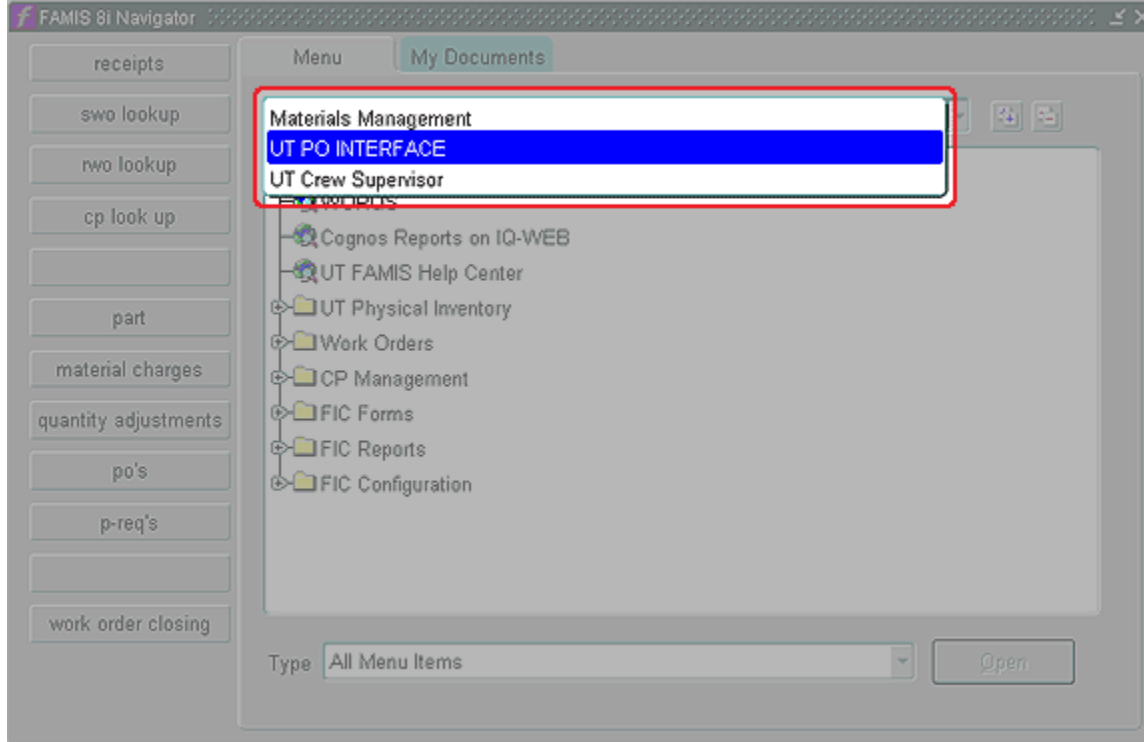 FAMIS 8i Navigator
receipts
swo lookup
rwo lookup
cp look up
part
material charges
quantity adjustments
po's
p-req's
work order closing
Menu
My Documents
Materials Management
UT PO INTERFACE
UT Crew Supervisor
Cognos Reports on IQ-WEB
UT FAMIS Help Center
UT Physical Inventory
Work Orders
CP Management
FIC Forms
FIC Reports
FIC Configuration
Type All Menu Items
Open